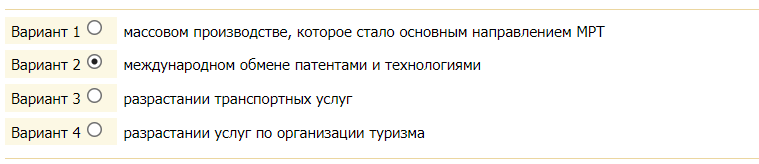 Вариант 1 массовом производстве, которое стало основным направлением МРТ
Вариант 2 международном обмене патентами и технологиями
Вариант 3 разрастании транспортных услуг
Вариант 4 разрастании услуг по организации туризма